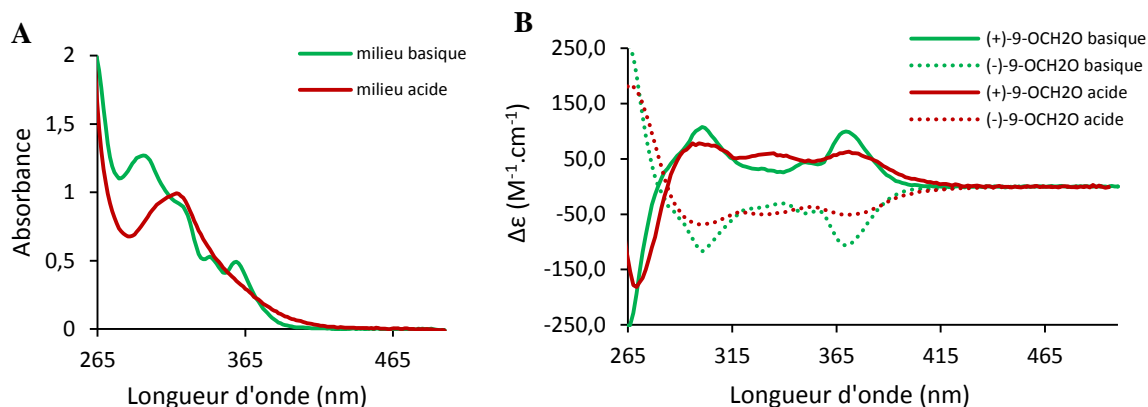 A
2
1,5
1
0,5
0
265
365
465
Absorbance
Longueur d'onde (nm)
milieu basique
milieu acide
B
250,0
150,0
50,0
-50,0
-150,0
-250,0
265
315
365
415
465
Δε (M⁻¹.cm⁻¹)
Longueur d'onde (nm)
(+)-9-OCH2O basique
(-)-9-OCH2O basique
(+)-9-OCH2O acide
(-)-9-OCH2O acide